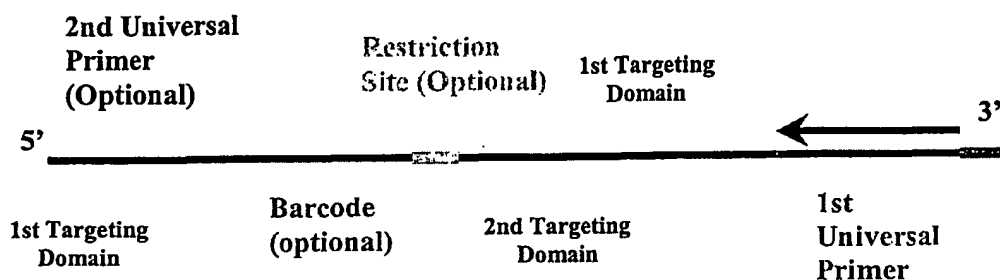 2nd Universal
Primer
(Optional)
Restriction
Site (Optional)
1st Targeting
Domain
5'
3'
1st Targeting
Domain
Barcode
(optional)
2nd Targeting
Domain
1st
Universal
Primer